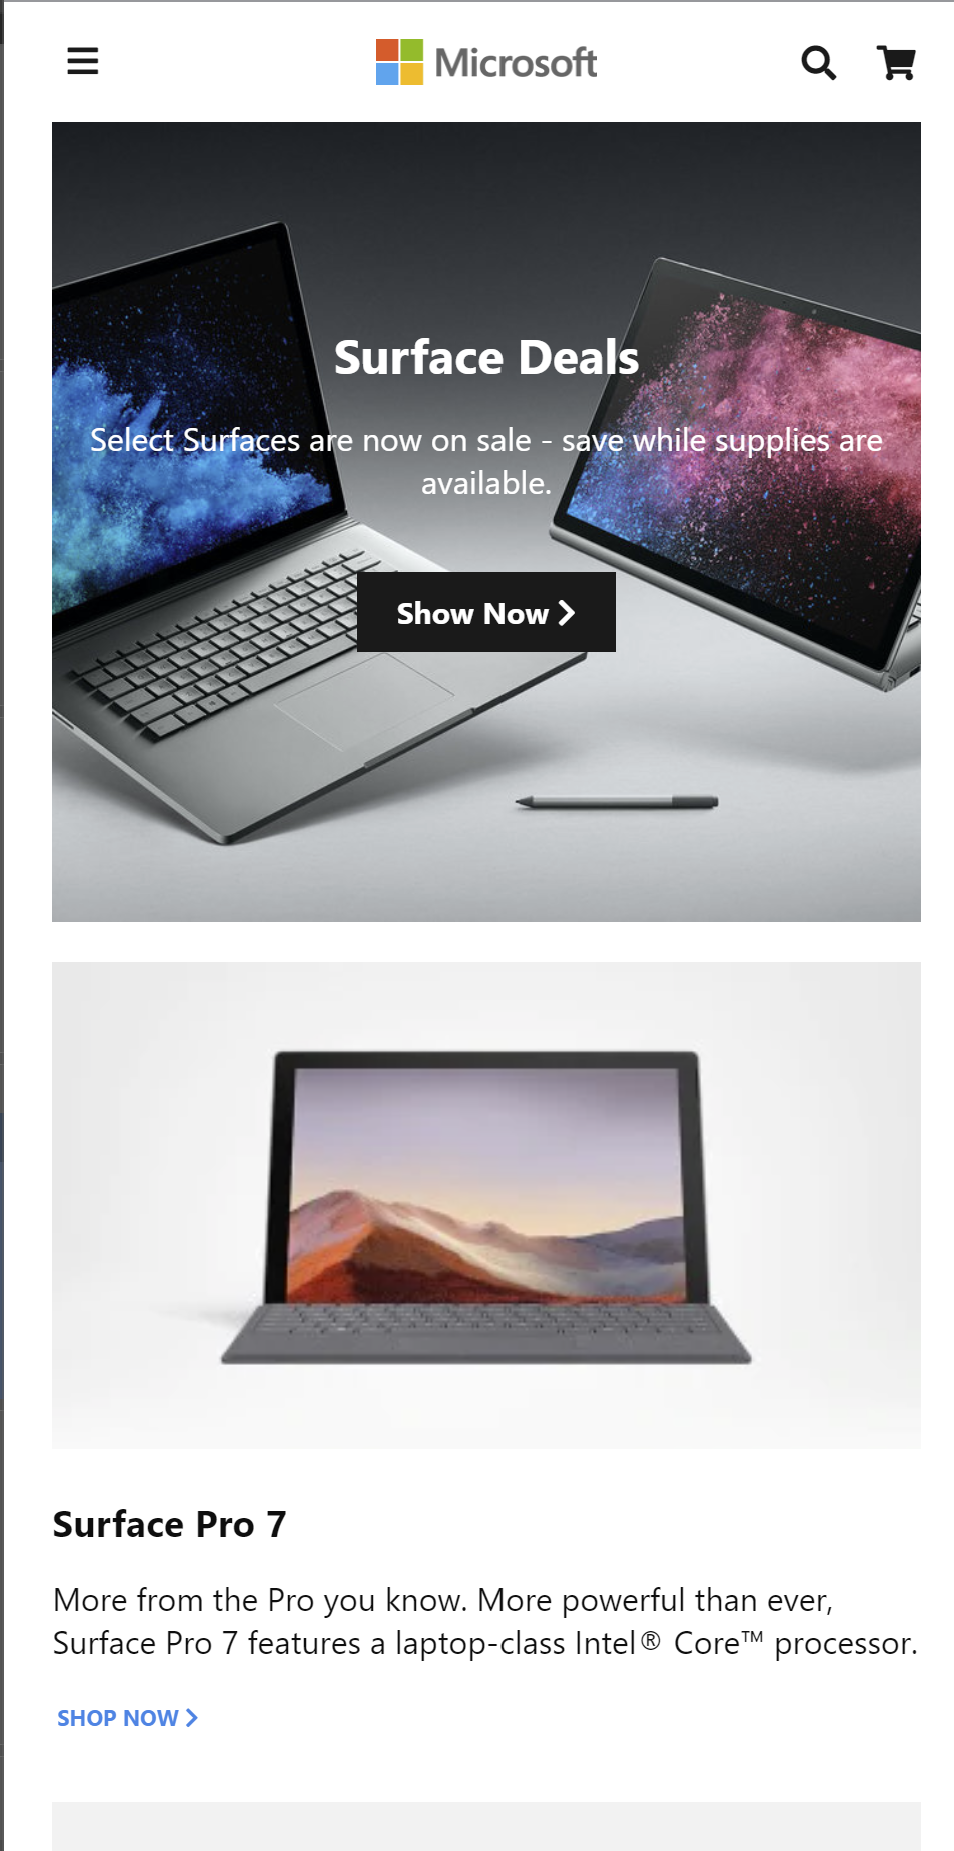 Microsoft
Surface Deals
Select Surfaces are now on sale - save while supplies are
available.
Show Now
Surface Pro 7
More from the Pro you know. More powerful than ever,
Surface Pro 7 features a laptop-class Intel® Core™ processor.
SHOP NOW